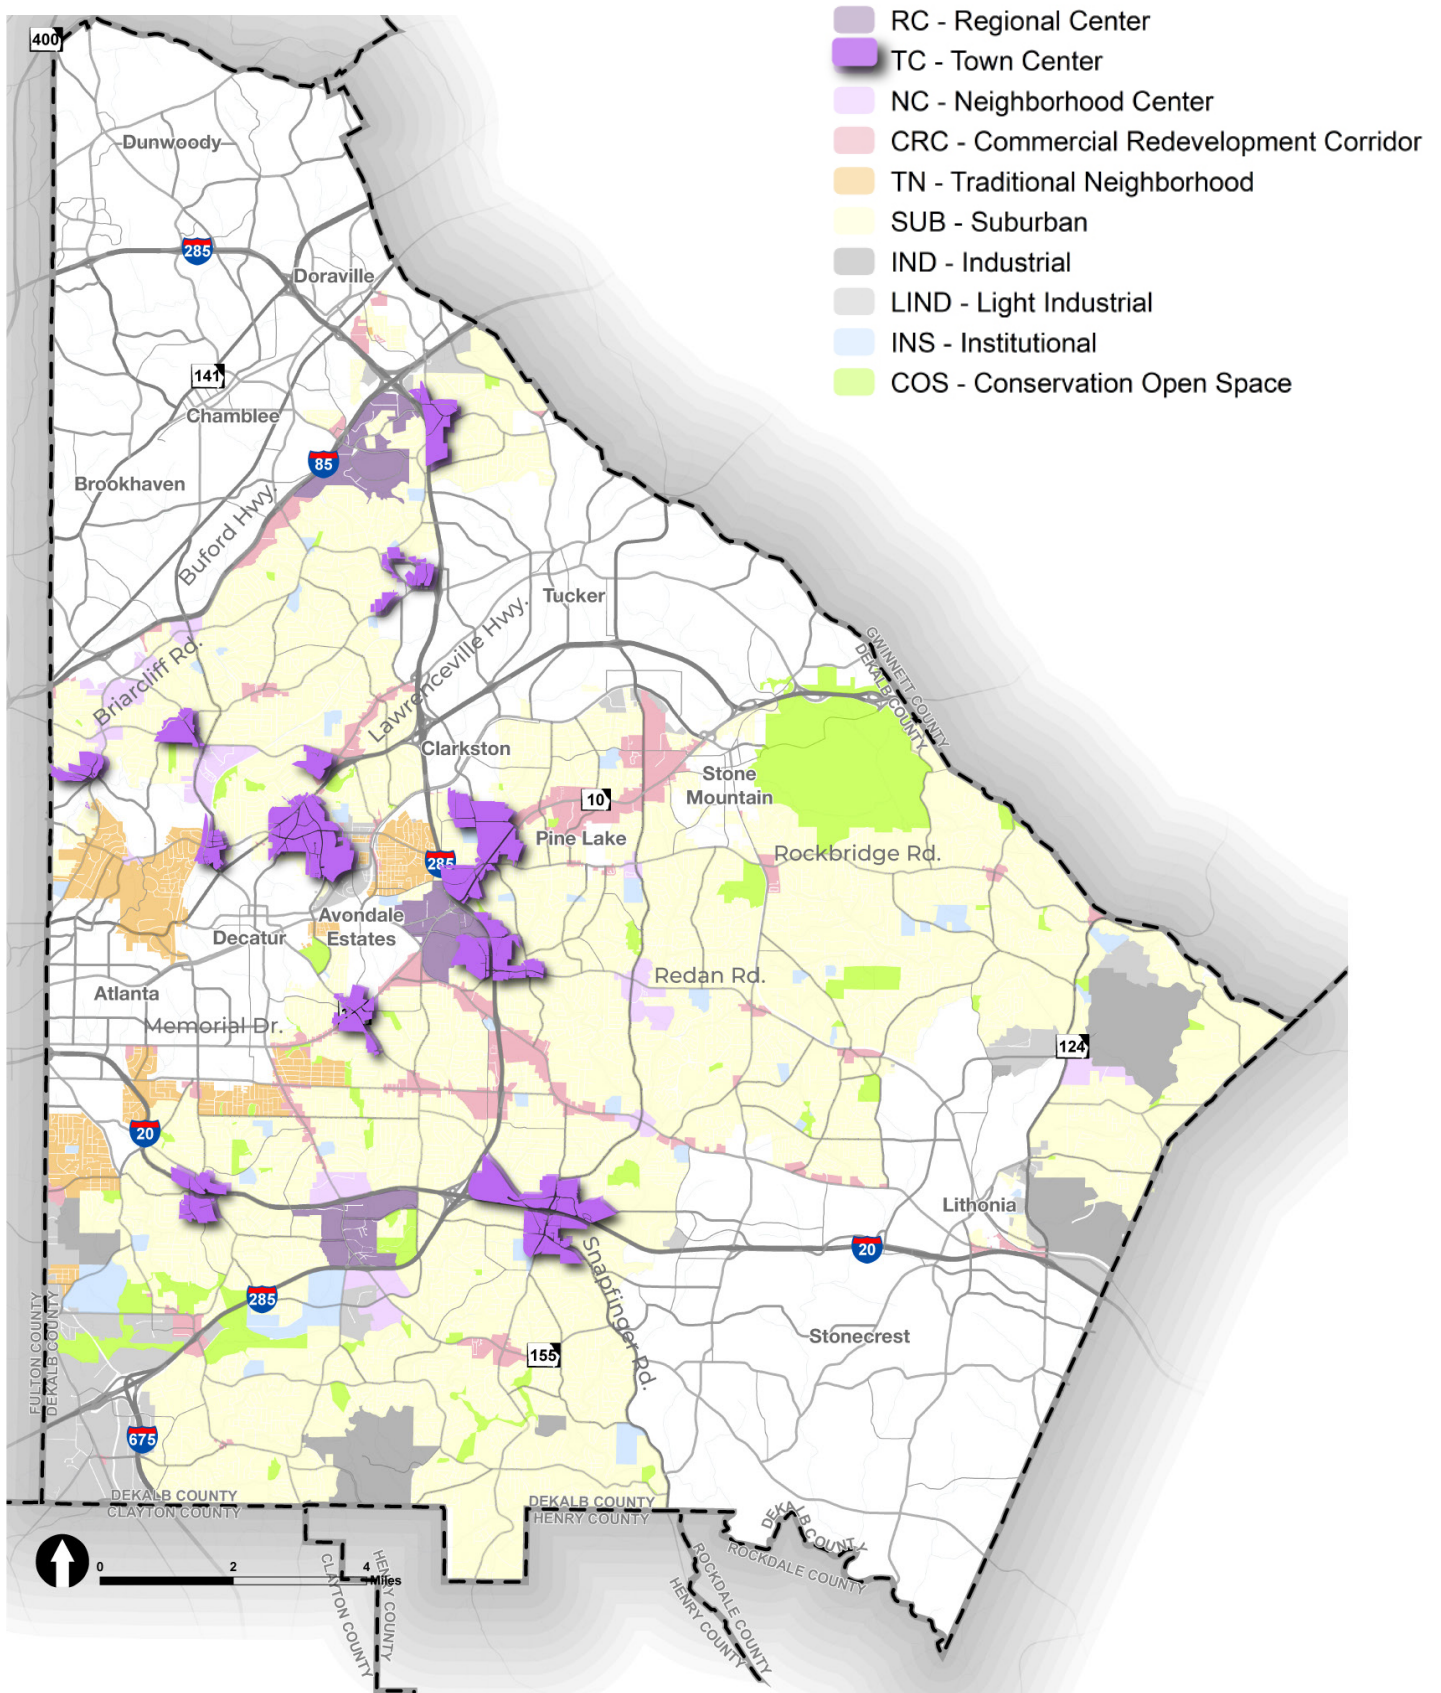 RC - Regional Center
TC - Town Center
NC - Neighborhood Center
CRC - Commercial Redevelopment Corridor
TN - Traditional Neighborhood
SUB - Suburban
IND - Industrial
LIND - Light Industrial
INS - Institutional
COS - Conservation Open Space
400
Dunwoody
285
Doraville
141
Chamblee
85
Brookhaven
Buford Hwy.
Tucker
Lawrenceville Hwy.
Briarcliff Rd.
GWINNETT COUNTY
DEKALB COUNTY
Clarkston
Stone
Mountain
10
Pine Lake
Rockbridge Rd.
285
Avondale
Estates
Decatur
Redan Rd.
Atlanta
Memorial Dr.
124
20
Lithonia
20
Snapfinger Rd.
285
Stonecrest
155
FULTON COUNTY
DEKALB COUNTY
675
DEKALB COUNTY
CLAYTON COUNTY
DEKALB COUNTY
HENRY COUNTY
DEKALB COUNTY
ROCKDALE COUNTY
0 2 4
Miles
CLAYTON COUNTY
HENRY COUNTY
ROCKDALE COUNTY
HENRY COUNTY